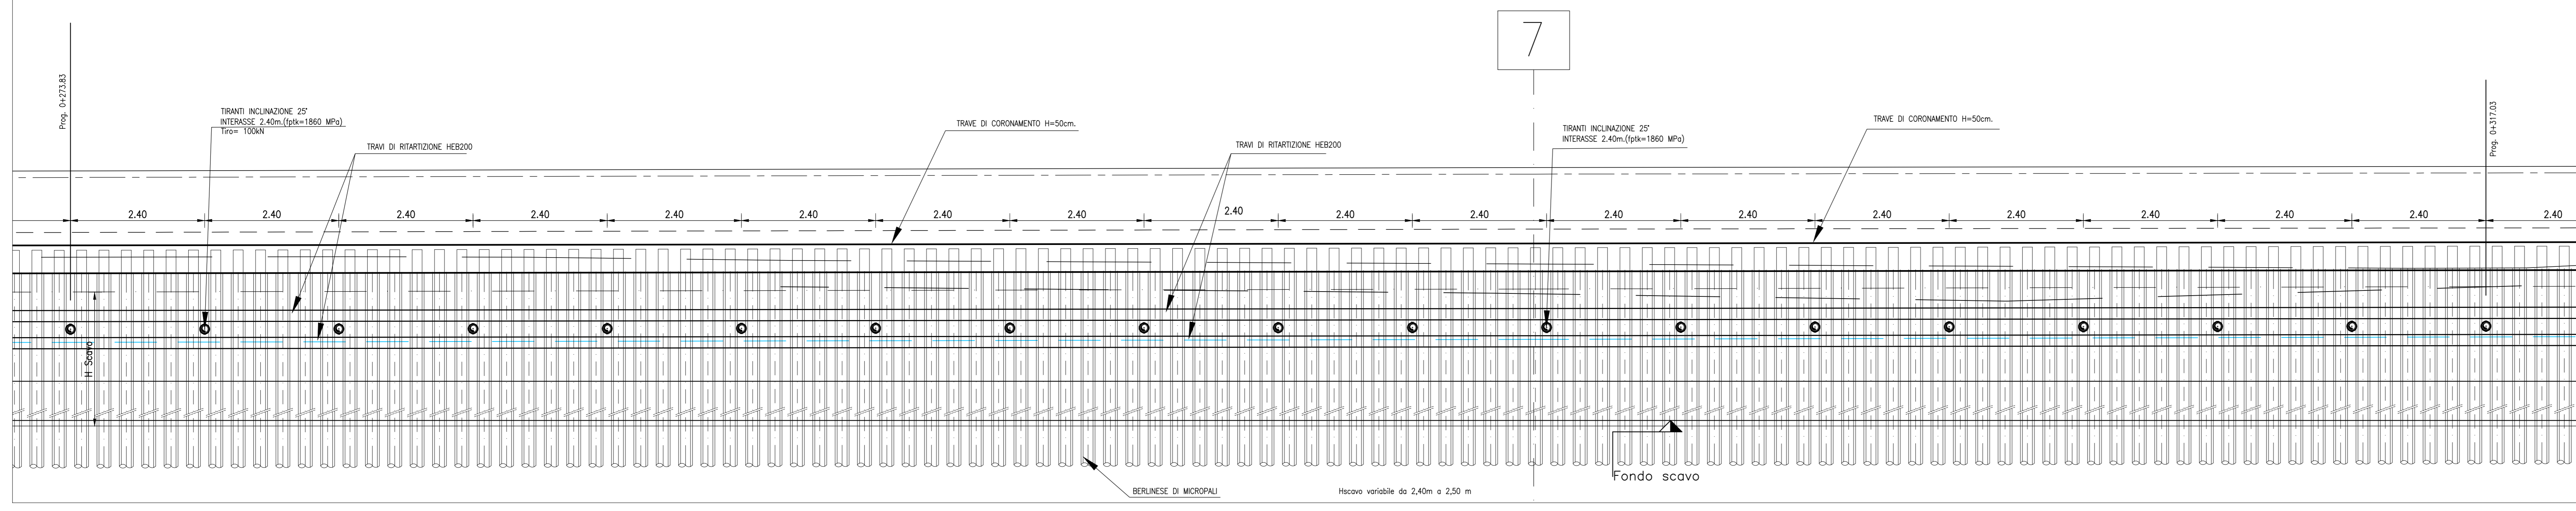 7
Prog. 0+273.83
TIRANTI INCLINAZIONE 25°
INTERASSE 2.40m.(fptk=1860 MPa)
Tiro= 100kN
TRAVI DI RITARTIZIONE HEB200
TRAVE DI CORONAMENTO H=50cm.
TRAVI DI RITARTIZIONE HEB200
TIRANTI INCLINAZIONE 25°
INTERASSE 2.40m.(fptk=1860 MPa)
TRAVE DI CORONAMENTO H=50cm.
Prog. 0+317.03
2.40 2.40 2.40 2.40 2.40 2.40 2.40 2.40 2.40 2.40 2.40 2.40 2.40 2.40 2.40 2.40 2.40 2.40 2.40
H Scavo
Fondo scavo
BERLINESE DI MICROPALI
Hscavo variabile da 2,40m a 2,50 m